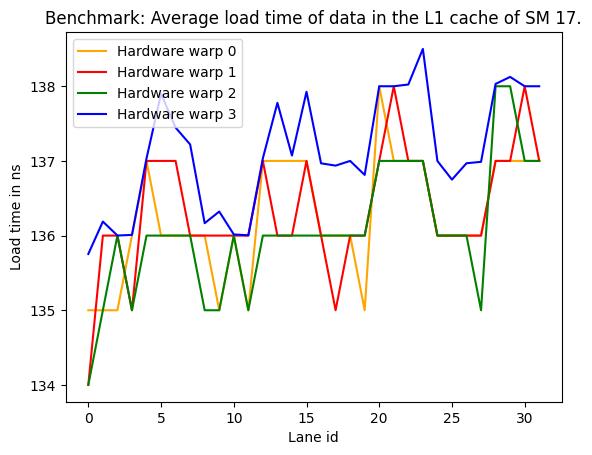 Benchmark: Average load time of data in the L1 cache of SM 17.
Hardware warp 0
Hardware warp 1
Hardware warp 2
Hardware warp 3
138
137
136
135
134
Load time in ns
0 5 10 15 20 25 30
Lane id